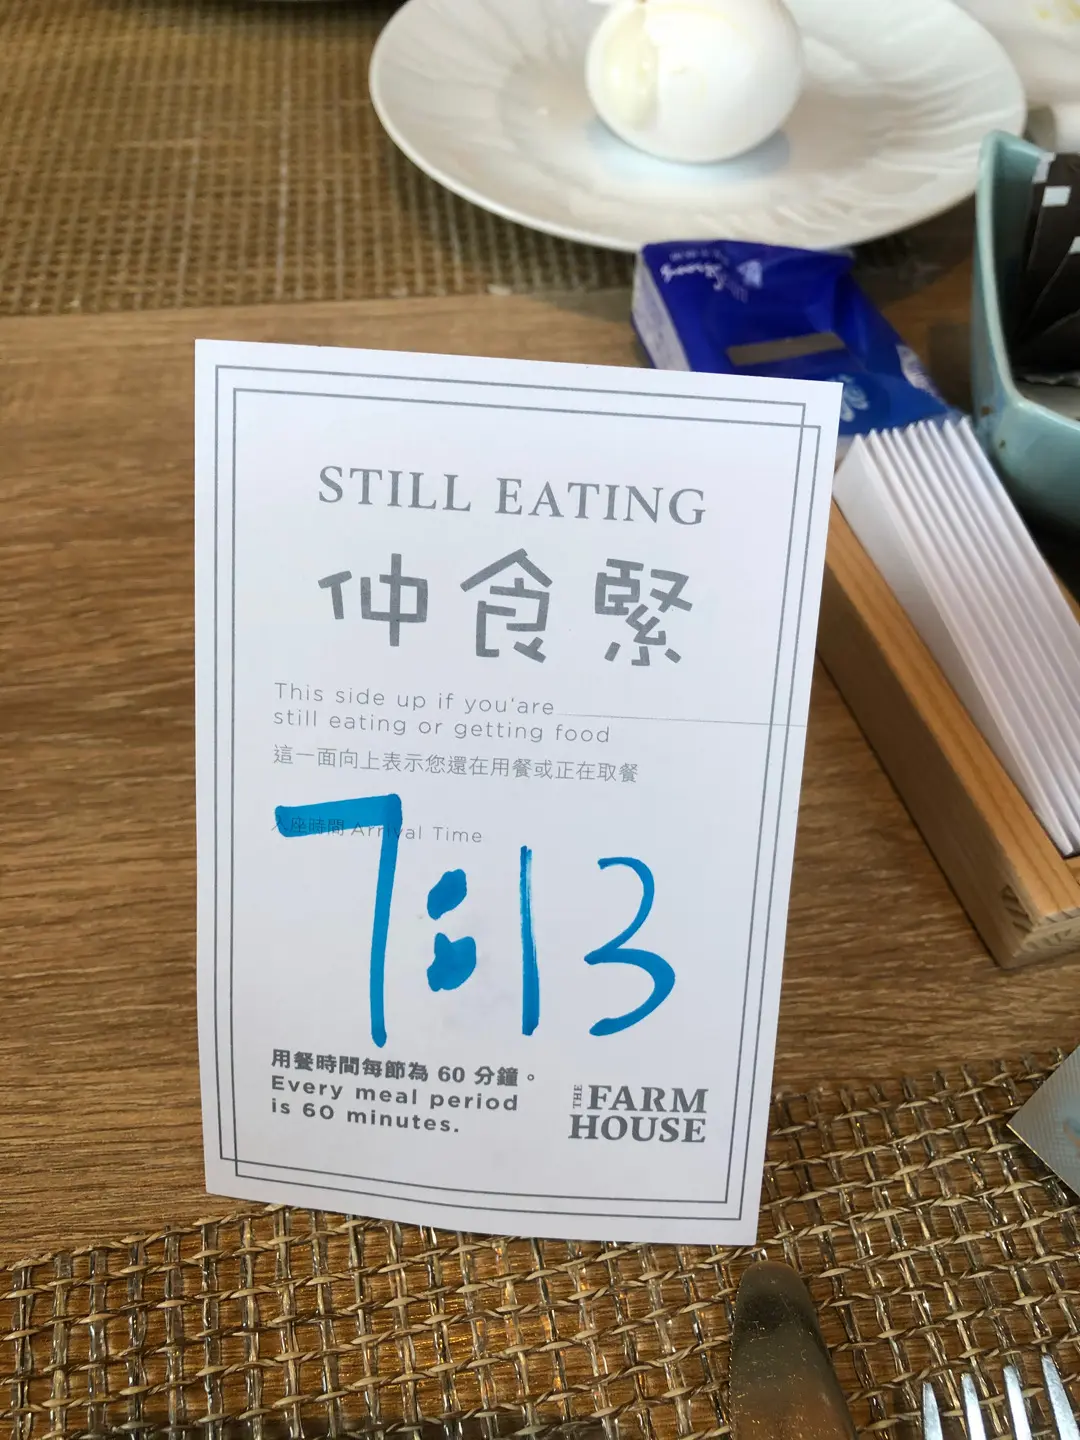 STILL EATING
仲食緊
This side up if you'are
still eating or getting food
這一面向上表示您還在用餐或正在取餐
入座時間 Arrival Time
7:13
用餐時間每節為 60 分鐘。
Every meal period
is 60 minutes.
THE FARM
HOUSE